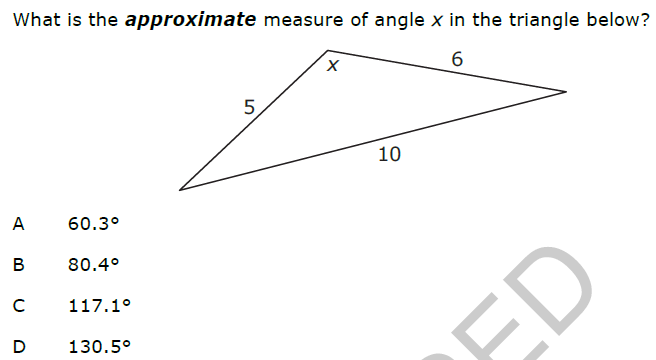 What is the approximate measure of angle x in the triangle below?
x
6
5
10
A 60.3°
B 80.4°
C 117.1°
D 130.5°